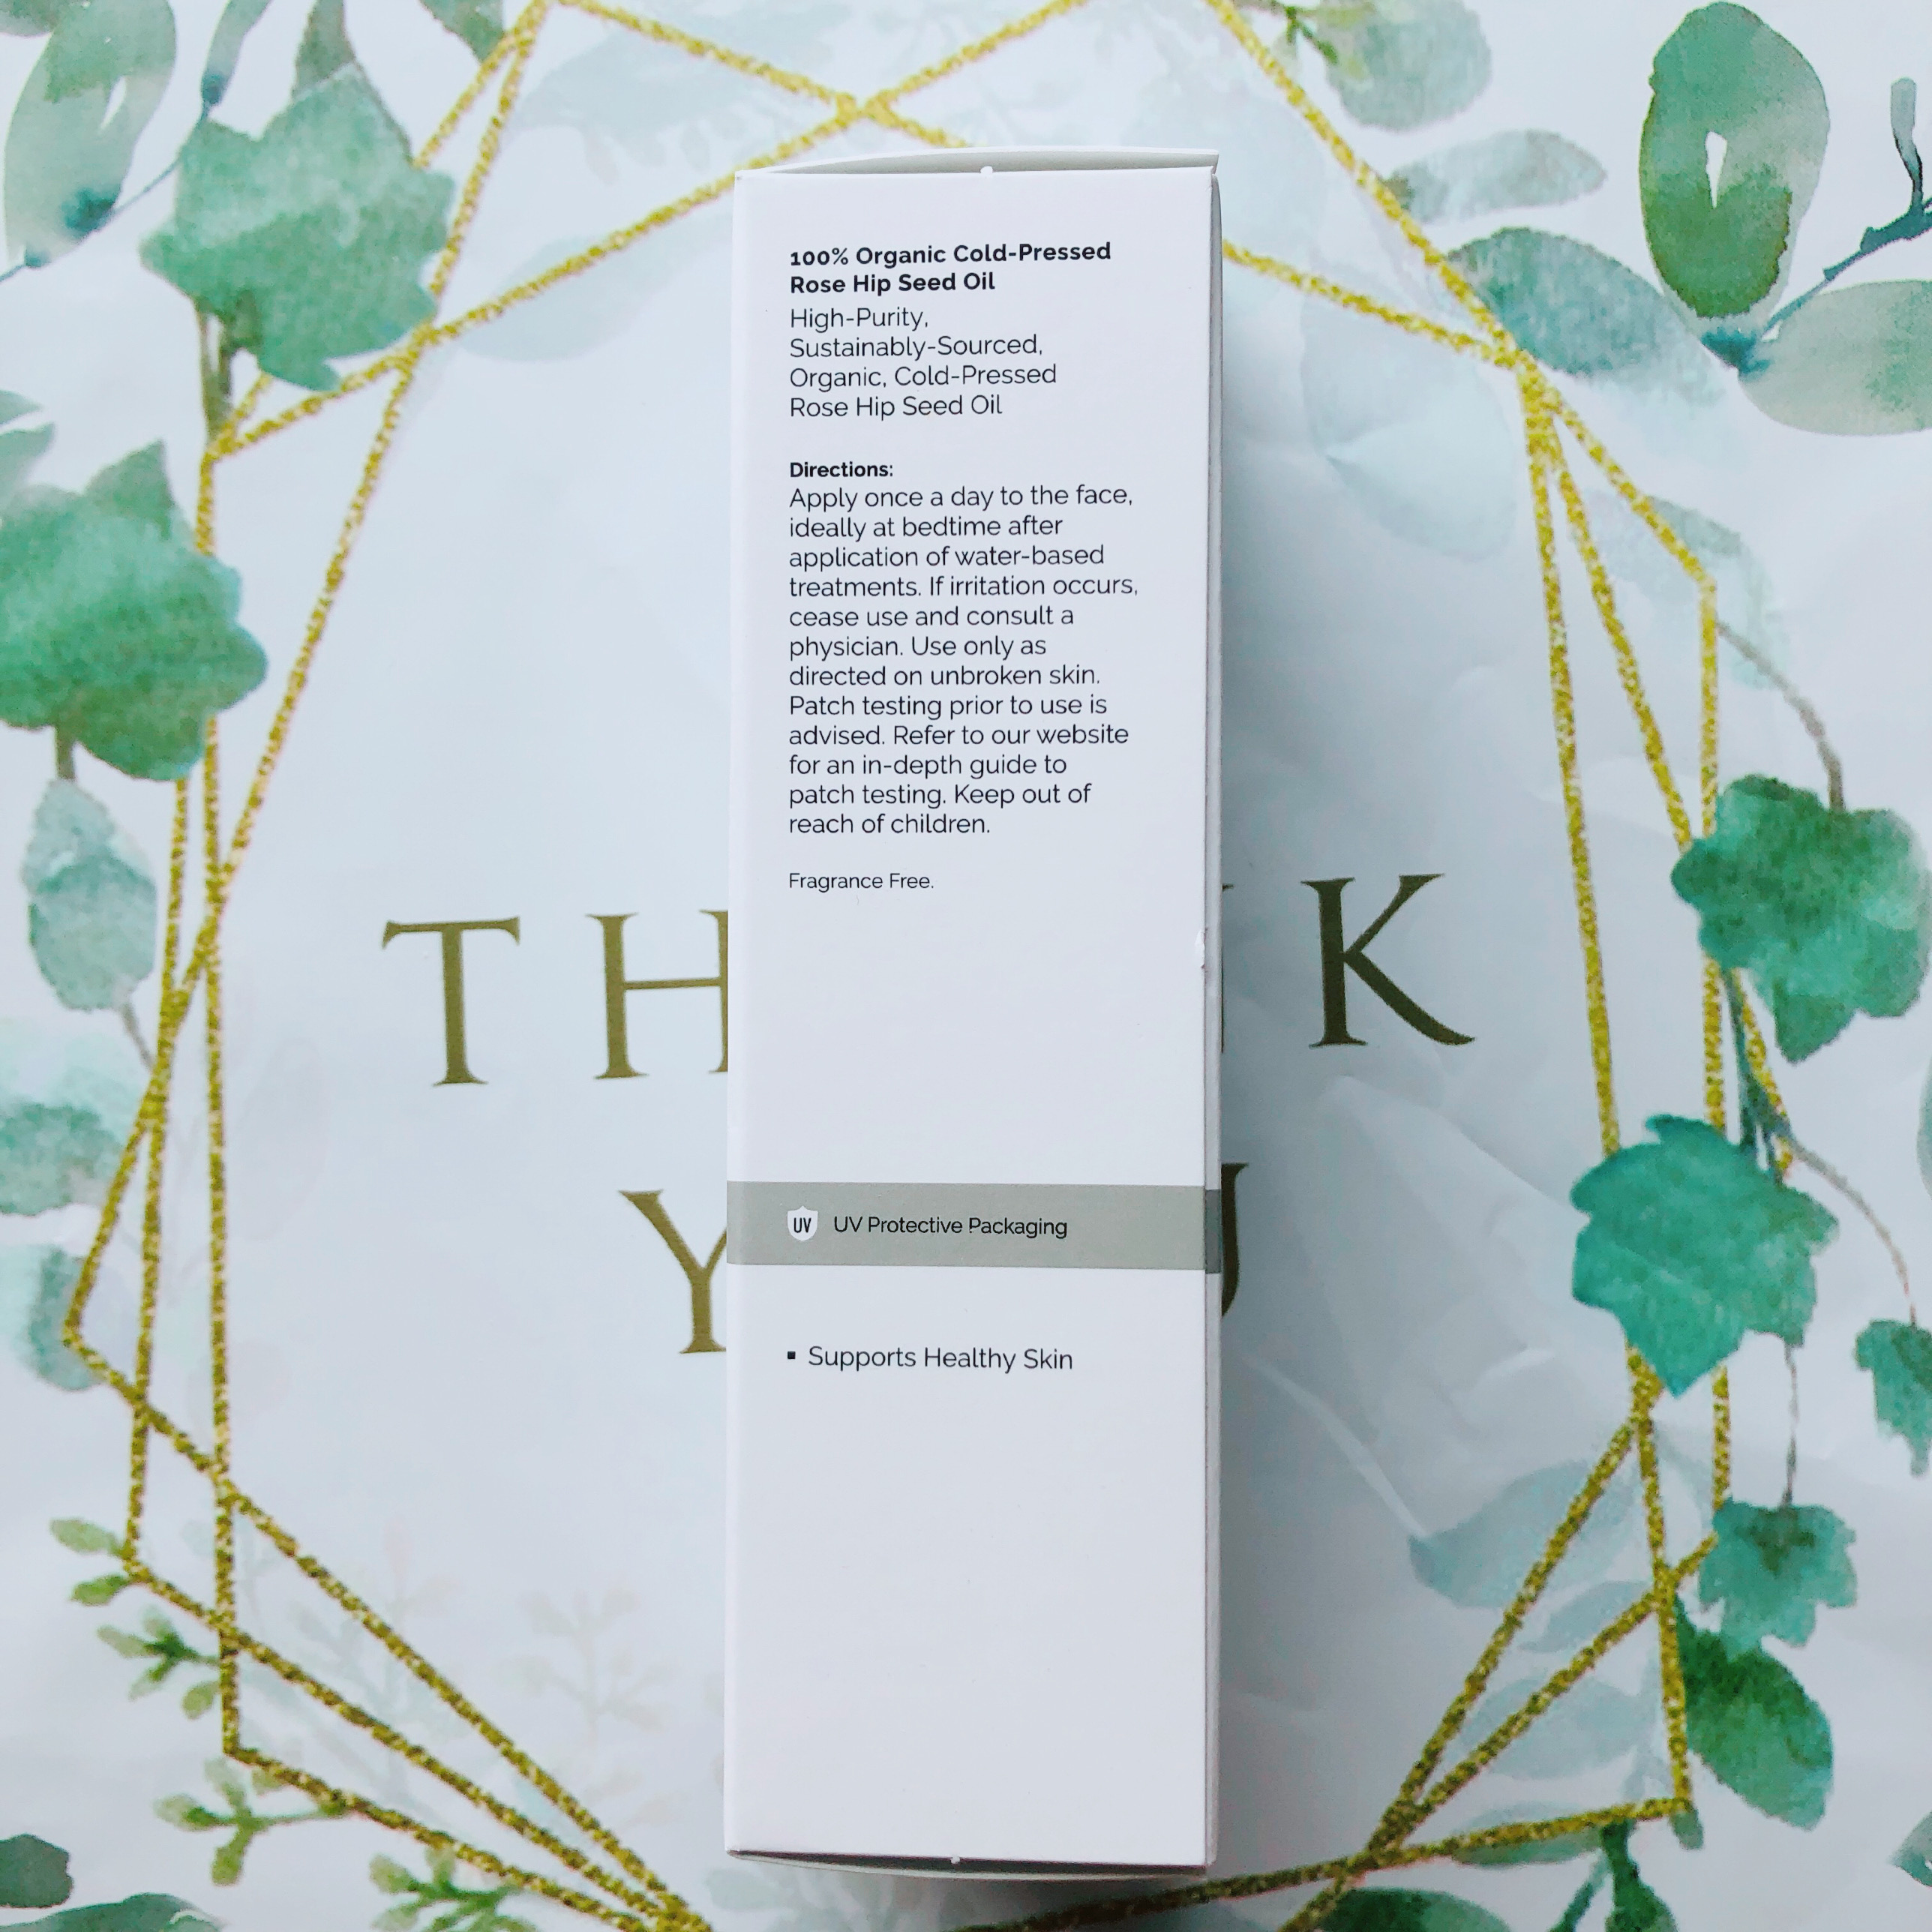 100% Organic Cold-Pressed
Rose Hip Seed Oil
High-Purity,
Sustainably-Sourced,
Organic, Cold-Pressed
Rose Hip Seed Oil
Directions:
Apply once a day to the face,
ideally at bedtime after
application of water-based
treatments. If irritation occurs,
cease use and consult a
physician. Use only as
directed on unbroken skin.
Patch testing prior to use is
advised. Refer to our website
for an in-depth guide to
patch testing. Keep out of
reach of children.
Fragrance Free.
TH K
Y
UV UV Protective Packaging
▪ Supports Healthy Skin